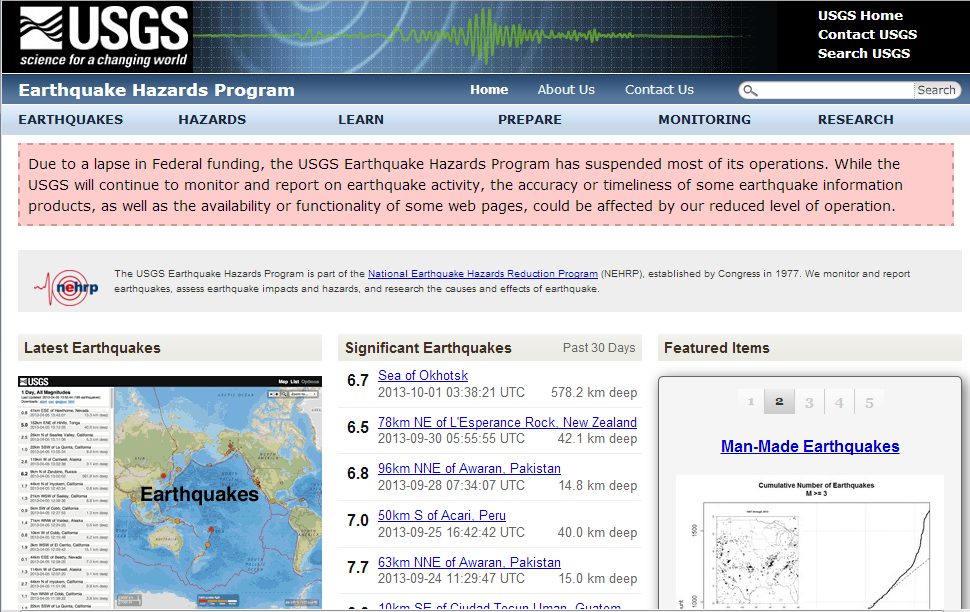 USGS
science for a changing world
USGS Home
Contact USGS
Search USGS
Earthquake Hazards Program
Home
About Us
Contact Us
Search
EARTHQUAKES
HAZARDS
LEARN
PREPARE
MONITORING
RESEARCH
Due to a lapse in Federal funding, the USGS Earthquake Hazards Program has suspended most of its operations. While the
USGS will continue to monitor and report on earthquake activity, the accuracy or timeliness of some earthquake information
products, as well as the availability or functionality of some web pages, could be affected by our reduced level of operation.
nehrp
The USGS Earthquake Hazards Program is part of the National Earthquake Hazards Reduction Program (NEHRP), established by Congress in 1977. We monitor and report
earthquakes, assess earthquake impacts and hazards, and research the causes and effects of earthquake.
Latest Earthquakes
USGS
Map List Options
1 Day, All Magnitudes
Earthquakes
Significant Earthquakes
Past 30 Days
6.7 Sea of Okhotsk
2013-10-01 03:38:21 UTC 578.2 km deep
6.5 78km NE of L'Esperance Rock, New Zealand
2013-09-30 05:55:55 UTC 42.1 km deep
6.8 96km NNE of Awaran, Pakistan
2013-09-28 07:34:07 UTC 14.8 km deep
7.0 50km S of Acari, Peru
2013-09-25 16:42:42 UTC 40.0 km deep
7.7 63km NNE of Awaran, Pakistan
2013-09-24 11:29:47 UTC 15.0 km deep
10km SE of Ciudad Tecun Uman, Guatem
Featured Items
1 2 3 4 5
Man-Made Earthquakes
Cumulative Number of Earthquakes
M >= 3
1500
1000